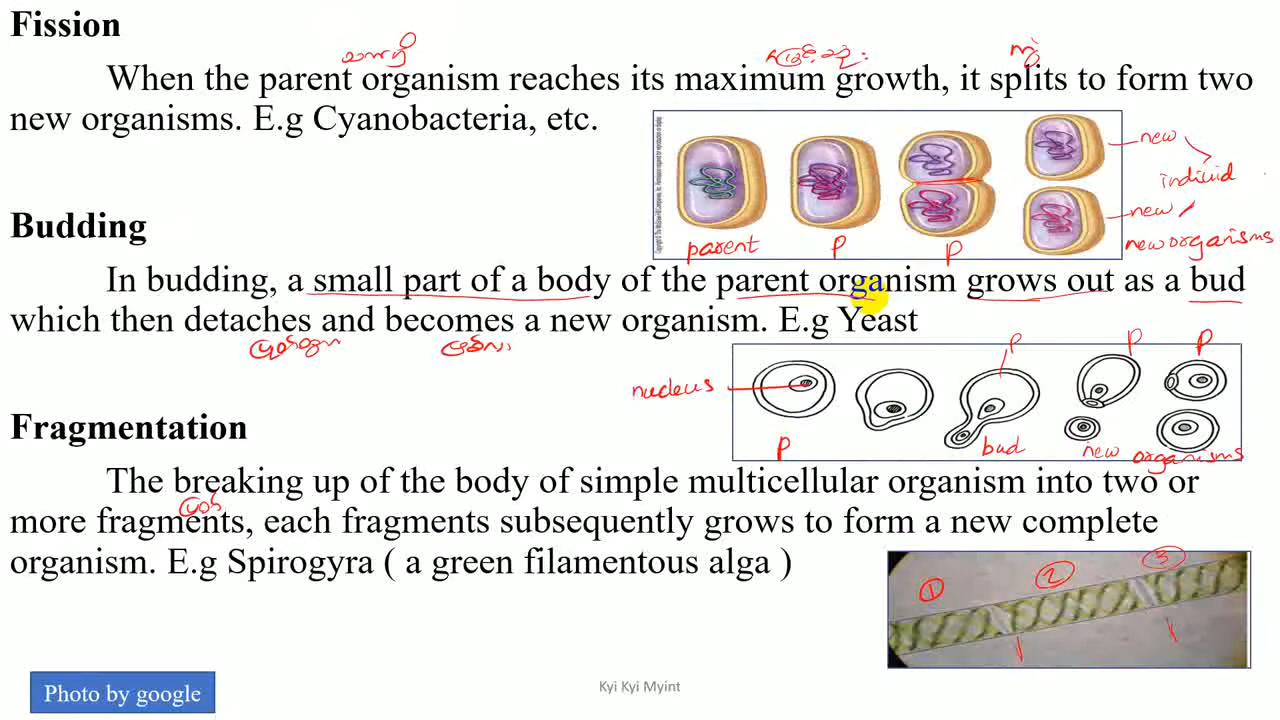 Fission
When the parent organism reaches its maximum growth, it splits to form two
new organisms. E.g Cyanobacteria, etc.
new
individ
new
parent
P
P
new organisms
Budding
In budding, a small part of a body of the parent organism grows out as a bud
which then detaches and becomes a new organism. E.g Yeast
P
P
P
nucleus
P
bud
new
organisms
Fragmentation
The breaking up of the body of simple multicellular organism into two or
more fragments, each fragments subsequently grows to form a new complete
organism. E.g Spirogyra ( a green filamentous alga )
1
2
3
Photo by google
Kyi Kyi Myint